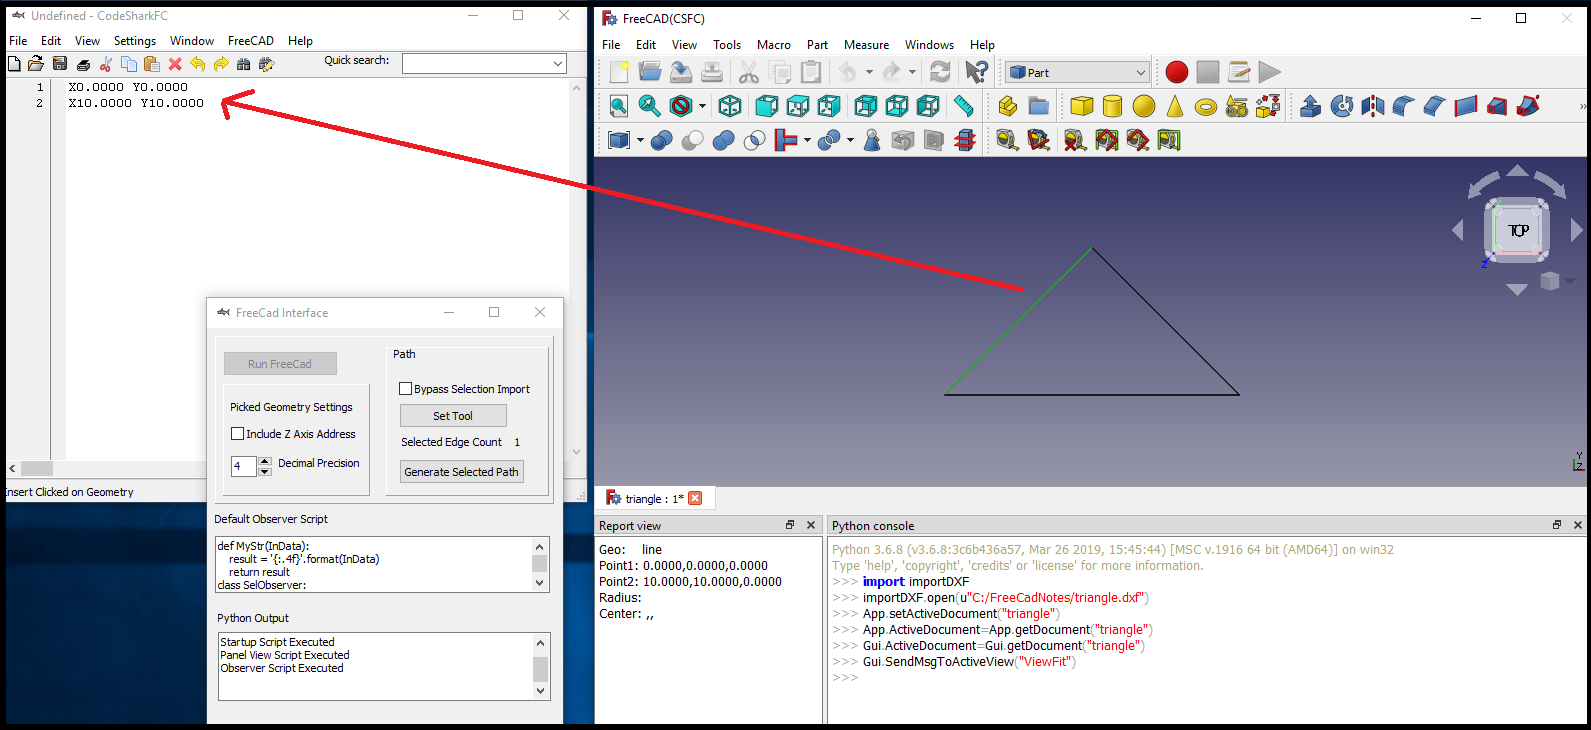 Undefined - CodeSharkFC
File Edit View Settings Window FreeCAD Help
Quick search:
1 X0.0000 Y0.0000
2 X10.0000 Y10.0000
Insert Clicked on Geometry
FreeCad Interface
Run FreeCad
Picked Geometry Settings
Include Z Axis Address
4 Decimal Precision
Path
Bypass Selection Import
Set Tool
Selected Edge Count 1
Generate Selected Path
Default Observer Script
def MyStr(InData):
result = '{:.4f}'.format(InData)
return result
class SelObserver:
Python Output
Startup Script Executed
Panel View Script Executed
Observer Script Executed
FreeCAD(CSFC)
File Edit View Tools Macro Part Measure Windows Help
Part
TOP
Z
Y
Z
triangle : 1*
Report view
Geo: line
Point1: 0.0000,0.0000,0.0000
Point2: 10.0000,10.0000,0.0000
Radius:
Center: ,,
Python console
Python 3.6.8 (v3.6.8:3c6b436a57, Mar 26 2019, 15:45:44) [MSC v.1916 64 bit (AMD64)] on win32
Type 'help', 'copyright', 'credits' or 'license' for more information.
>>> import importDXF
>>> importDXF.open(u"C:/FreeCadNotes/triangle.dxf")
>>> App.setActiveDocument("triangle")
>>> App.ActiveDocument=App.getDocument("triangle")
>>> Gui.ActiveDocument=Gui.getDocument("triangle")
>>> Gui.SendMsgToActiveView("ViewFit")
>>>